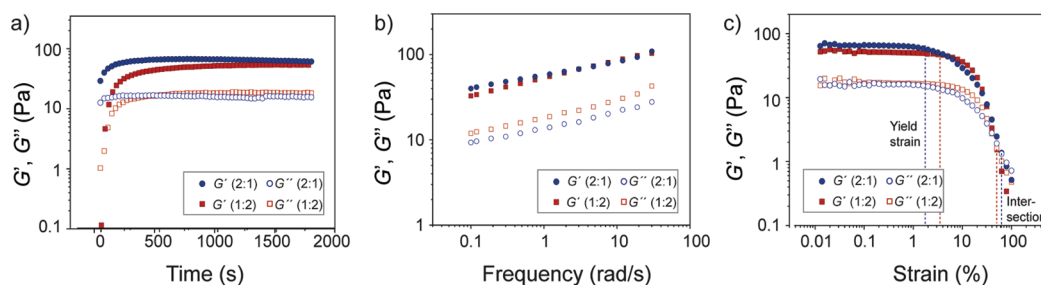 a)
G', G'' (Pa)
100
10
1
0.1
G' (2:1) G'' (2:1)
G' (1:2) G'' (1:2)
0 500 1000 1500 2000
Time (s)
b)
G', G'' (Pa)
100
10
1
G' (2:1) G'' (2:1)
G' (1:2) G'' (1:2)
0.1 1 10 100
Frequency (rad/s)
c)
G', G'' (Pa)
100
10
1
0.1
Yield
strain
G' (2:1) G'' (2:1)
G' (1:2) G'' (1:2)
Inter-
section
0.01 0.1 1 10 100
Strain (%)